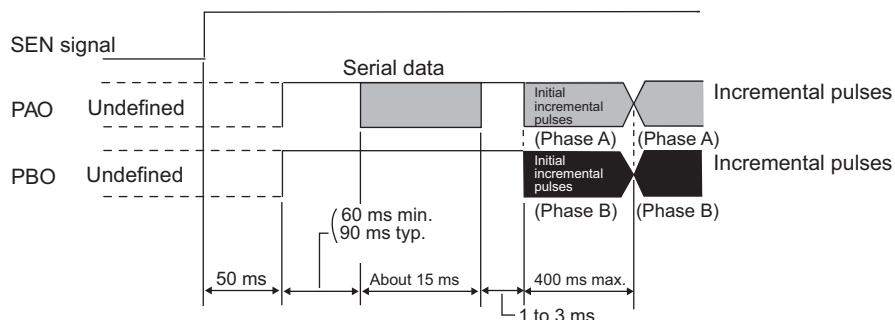 SEN signal
Serial data
PAO
Undefined
Initial
incremental
pulses
(Phase A)
(Phase A)
Incremental pulses
PBO
Undefined
Initial
incremental
pulses
(Phase B)
(Phase B)
Incremental pulses
60 ms min.
90 ms typ.
50 ms
About 15 ms
400 ms max.
1 to 3 ms